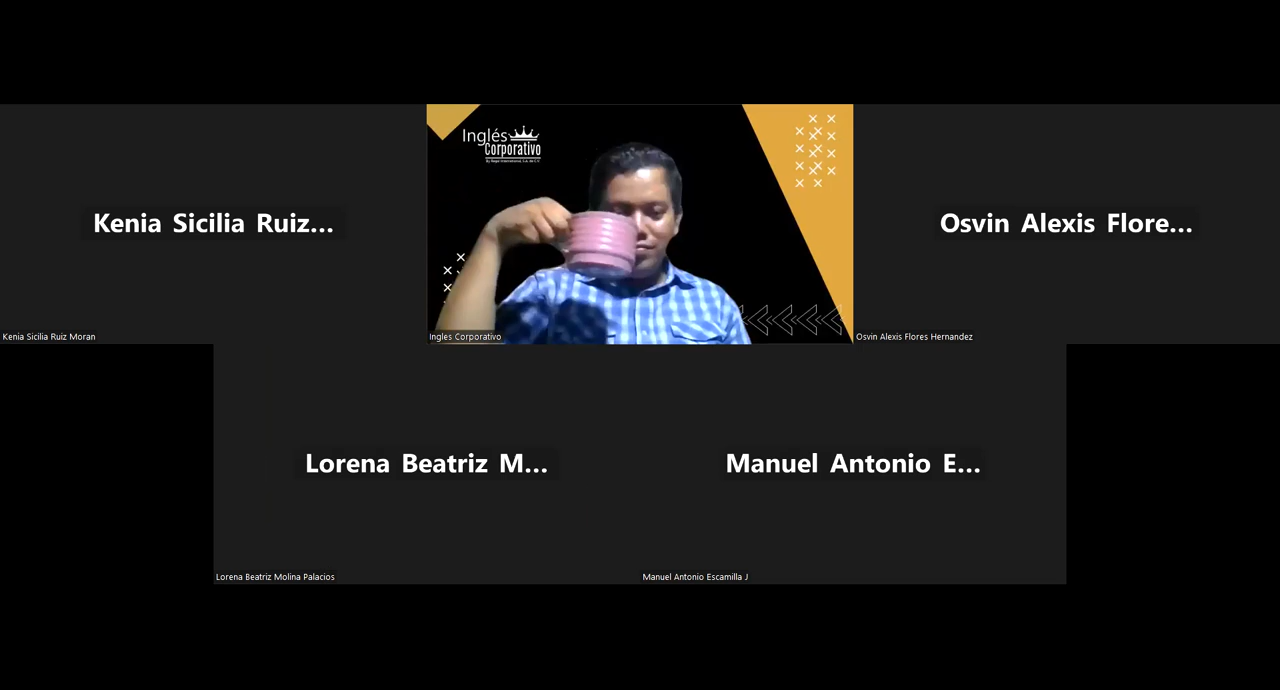 Kenia Sicilia Ruiz...
Kenia Sicilia Ruiz Moran
Inglés
Corporativo
Ingles Corporativo
Osvin Alexis Flore...
Osvin Alexis Flores Hernandez
Lorena Beatriz M...
Lorena Beatriz Molina Palacios
Manuel Antonio E...
Manuel Antonio Escamilla J